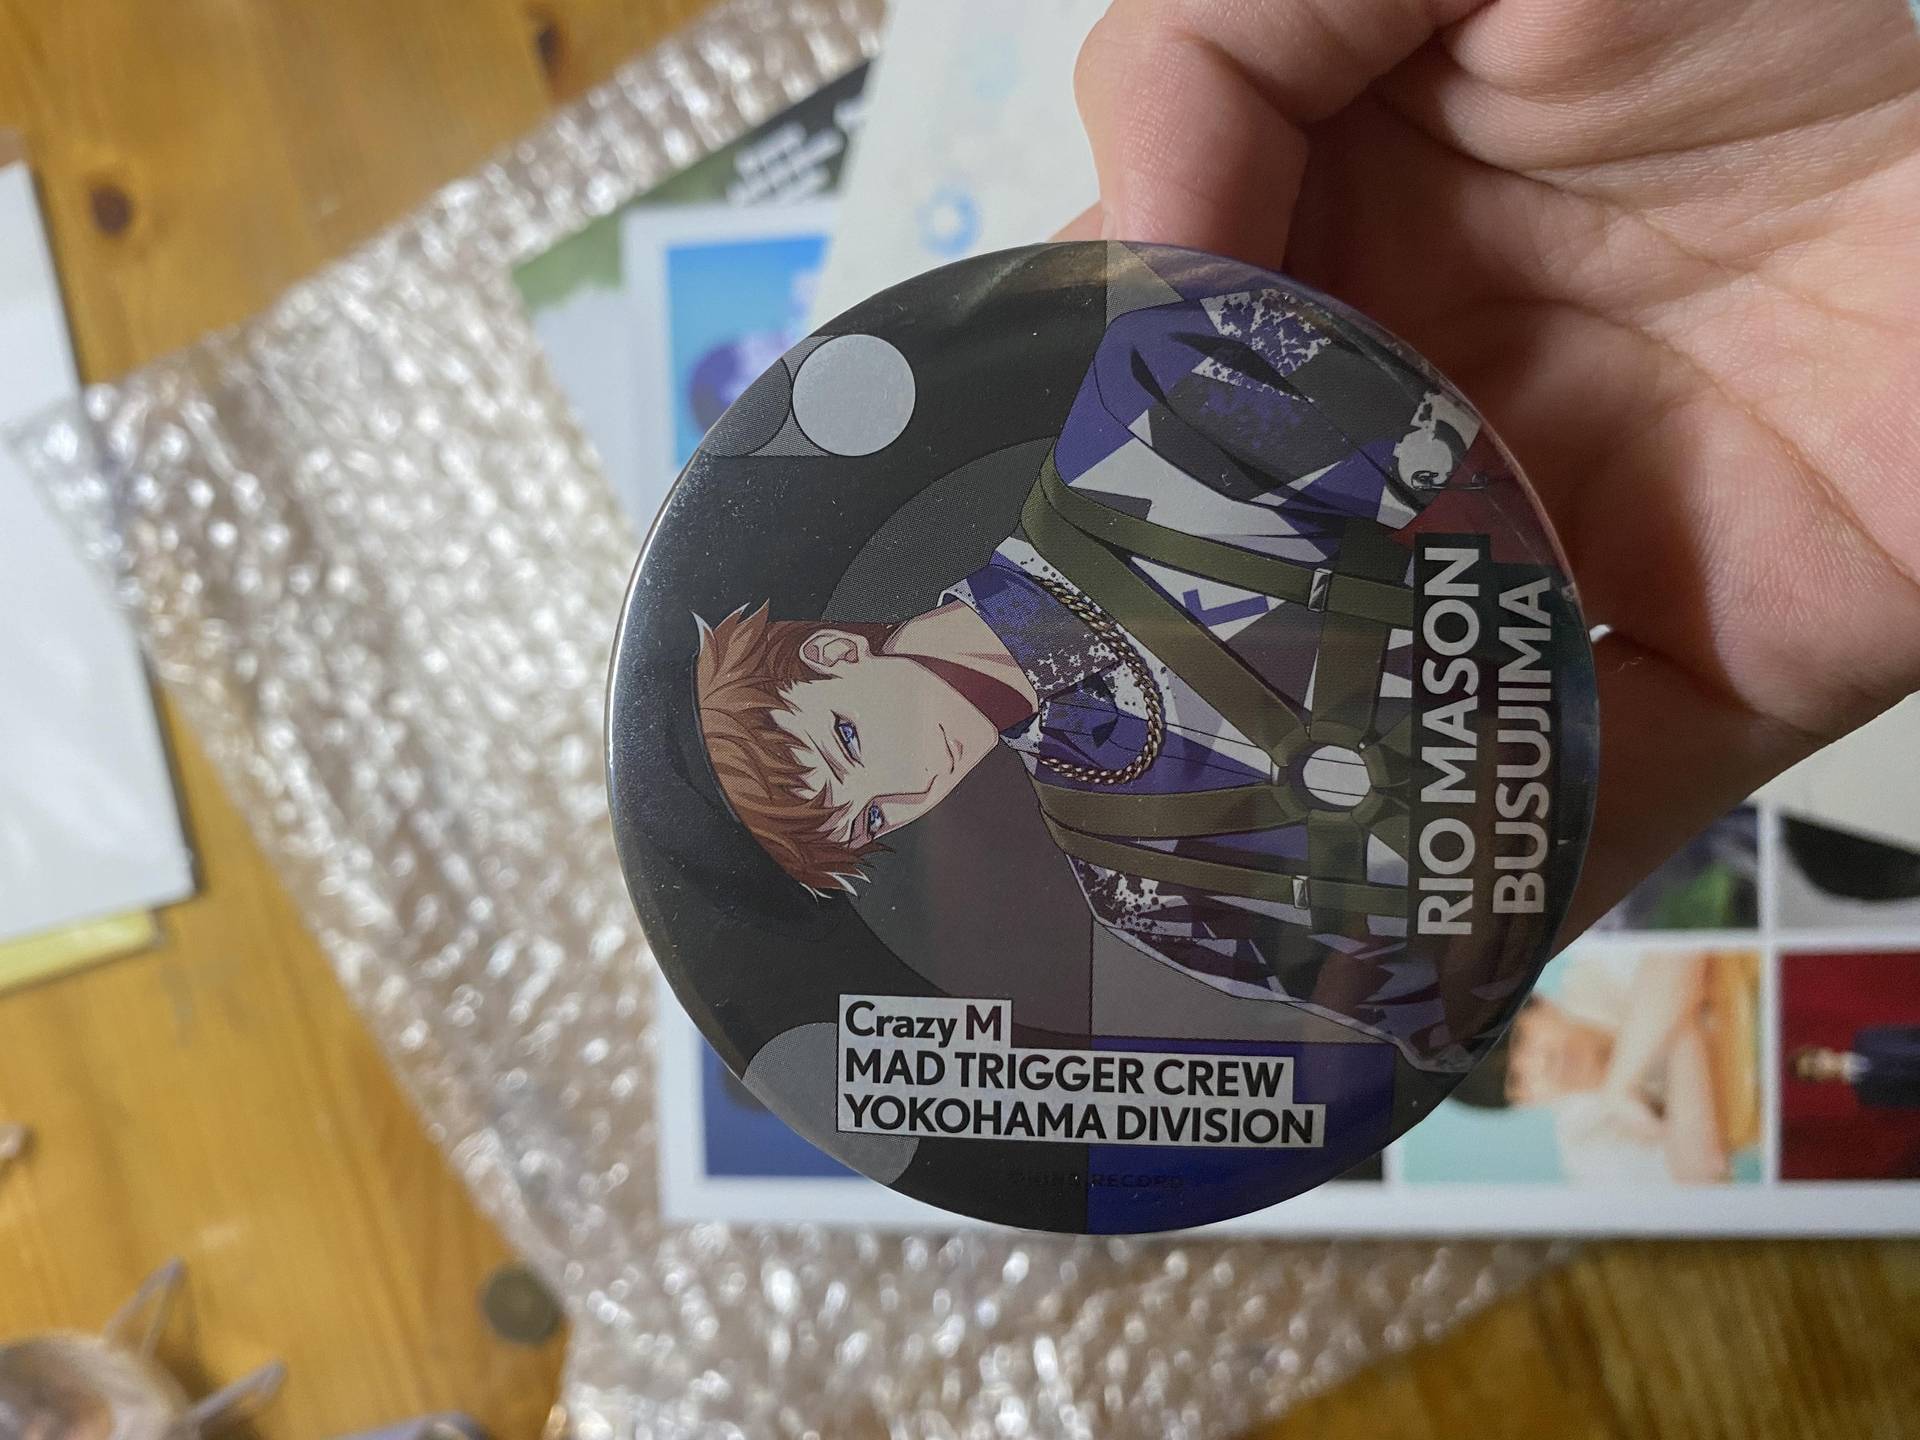 Crazy M
MAD TRIGGER CREW
YOKOHAMA DIVISION
RIO MASON
BUSUJIMA